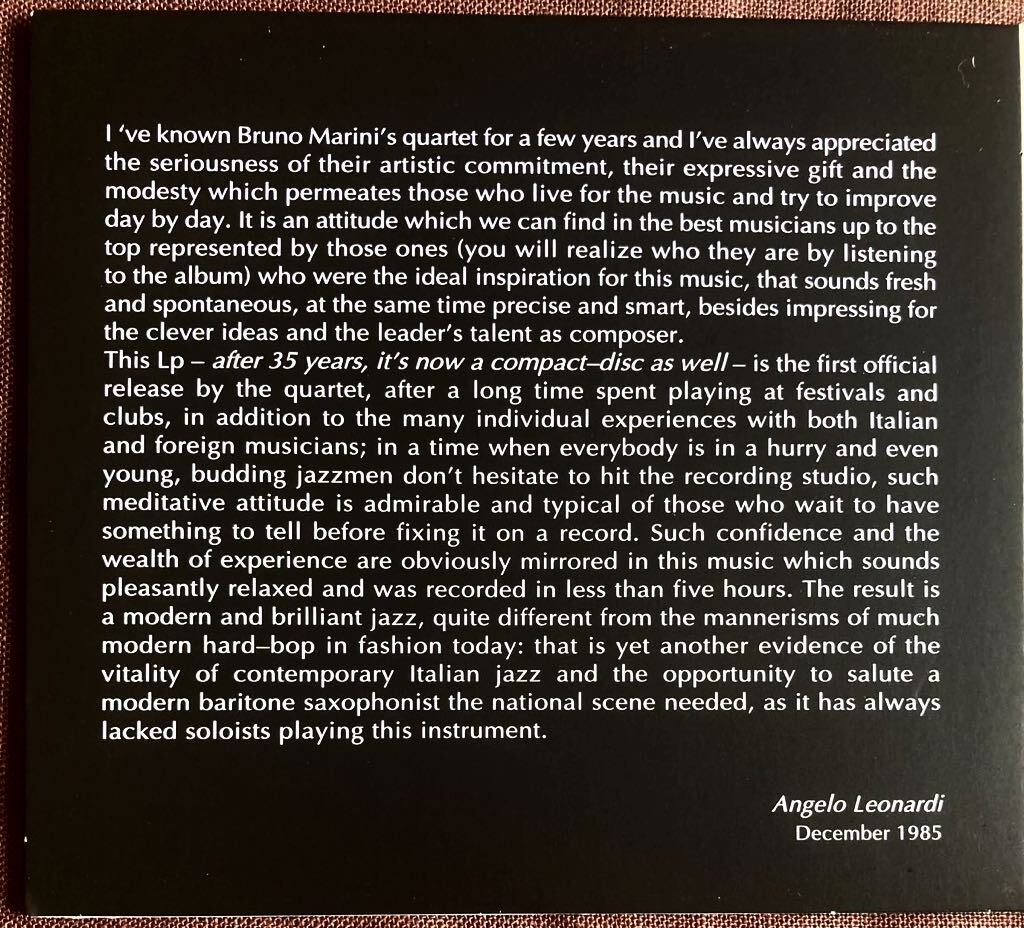 I ‘ve known Bruno Marini’s quartet for a few years and I’ve always appreciated
the seriousness of their artistic commitment, their expressive gift and the
modesty which permeates those who live for the music and try to improve
day by day. It is an attitude which we can find in the best musicians up to the
top represented by those ones (you will realize who they are by listening
to the album) who were the ideal inspiration for this music, that sounds fresh
and spontaneous, at the same time precise and smart, besides impressing for
the clever ideas and the leader’s talent as composer.
This Lp – after 35 years, it’s now a compact–disc as well – is the first official
release by the quartet, after a long time spent playing at festivals and
clubs, in addition to the many individual experiences with both Italian
and foreign musicians; in a time when everybody is in a hurry and even
young, budding jazzmen don’t hesitate to hit the recording studio, such
meditative attitude is admirable and typical of those who wait to have
something to tell before fixing it on a record. Such confidence and the
wealth of experience are obviously mirrored in this music which sounds
pleasantly relaxed and was recorded in less than five hours. The result is
a modern and brilliant jazz, quite different from the mannerisms of much
modern hard–bop in fashion today: that is yet another evidence of the
vitality of contemporary Italian jazz and the opportunity to salute a
modern baritone saxophonist the national scene needed, as it has always
lacked soloists playing this instrument.
Angelo Leonardi
December 1985